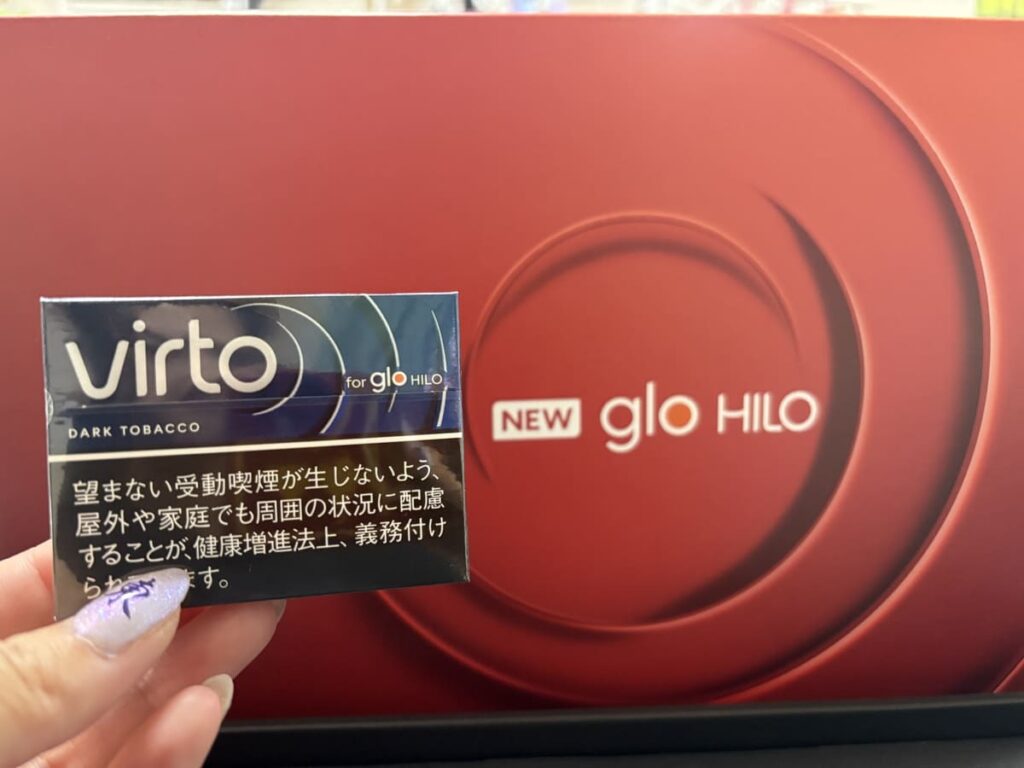 virto
for glo HILO
DARK TOBACCO
望まない受動喫煙が生じないよう、
屋外や家庭でも周囲の状況に配慮
することが、健康増進法上、義務付け
られ ます。
NEW glo HILO